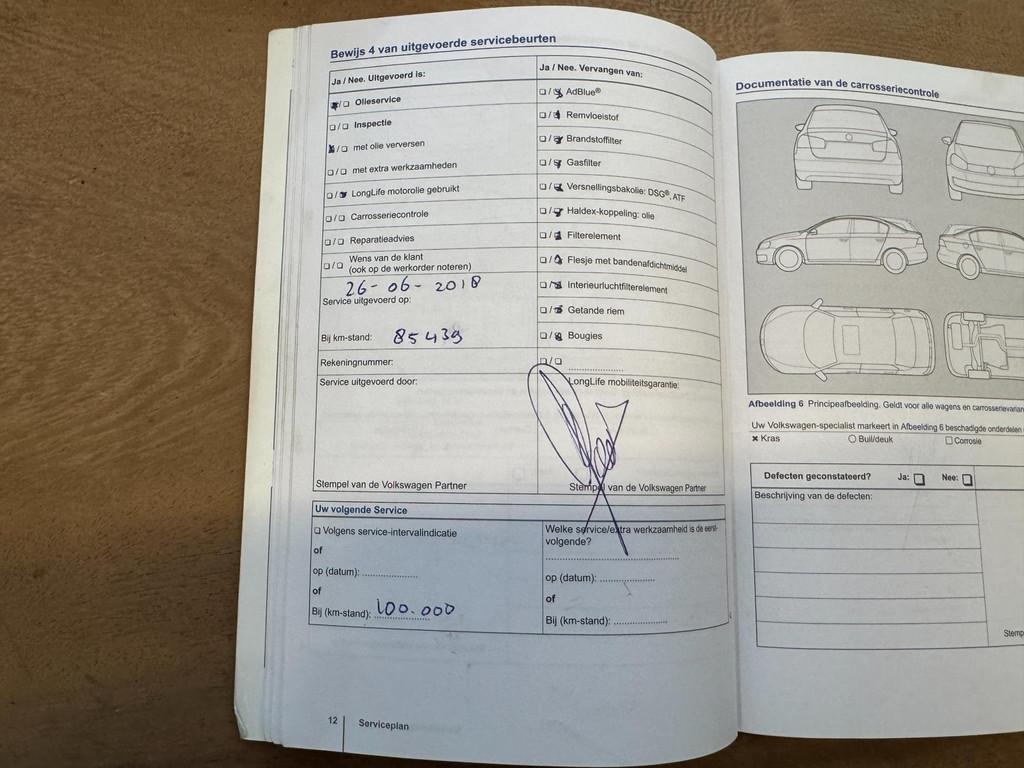 Bewijs 4 van uitgevoerde servicebeurten
Ja / Nee. Uitgevoerd is:
❏/❏ Olieservice
❏/❏ Inspectie
❏/❏ met olie verversen
❏/❏ met extra werkzaamheden
❏/❏ LongLife motorolie gebruikt
❏/❏ Carrosseriecontrole
❏/❏ Reparatieadvies
❏/❏ Wens van de klant
(ook op de werkorder noteren)
26-06-2018
Service uitgevoerd op:
Bij km-stand: 85439
Rekeningnummer:
Service uitgevoerd door:
Stempel van de Volkswagen Partner
Ja / Nee. Vervangen van:
❏/❏ AdBlue®
❏/❏ Remvloeistof
❏/❏ Brandstoffilter
❏/❏ Gasfilter
❏/❏ Versnellingsbakolie: DSG®, ATF
❏/❏ Haldex-koppeling: olie
❏/❏ Filterelement
❏/❏ Flesje met bandenafdichtmiddel
❏/❏ Interieurluchtfilterelement
❏/❏ Getande riem
❏/❏ Bougies
❏/❏ ....................
LongLife mobiliteitsgarantie:
Stempel van de Volkswagen Partner
Uw volgende Service
❏ Volgens service-intervalindicatie
of
op (datum): ..................
of
Bij (km-stand): 100.000
Welke service/extra werkzaamheid is de eerst-
volgende?
............................................
op (datum): ..................
of
Bij (km-stand): ..................
12 Serviceplan
Documentatie van de carrosseriecontrole
Afbeelding 6 Principeafbeelding. Geldt voor alle wagens en carrosserievarian
Uw Volkswagen-specialist markeert in Afbeelding 6 beschadigde onderdelen
× Kras ○ Buil/deuk ❏ Corrosie
Defecten geconstateerd? Ja: ❏ Nee: ❏
Beschrijving van de defecten:
Stemp